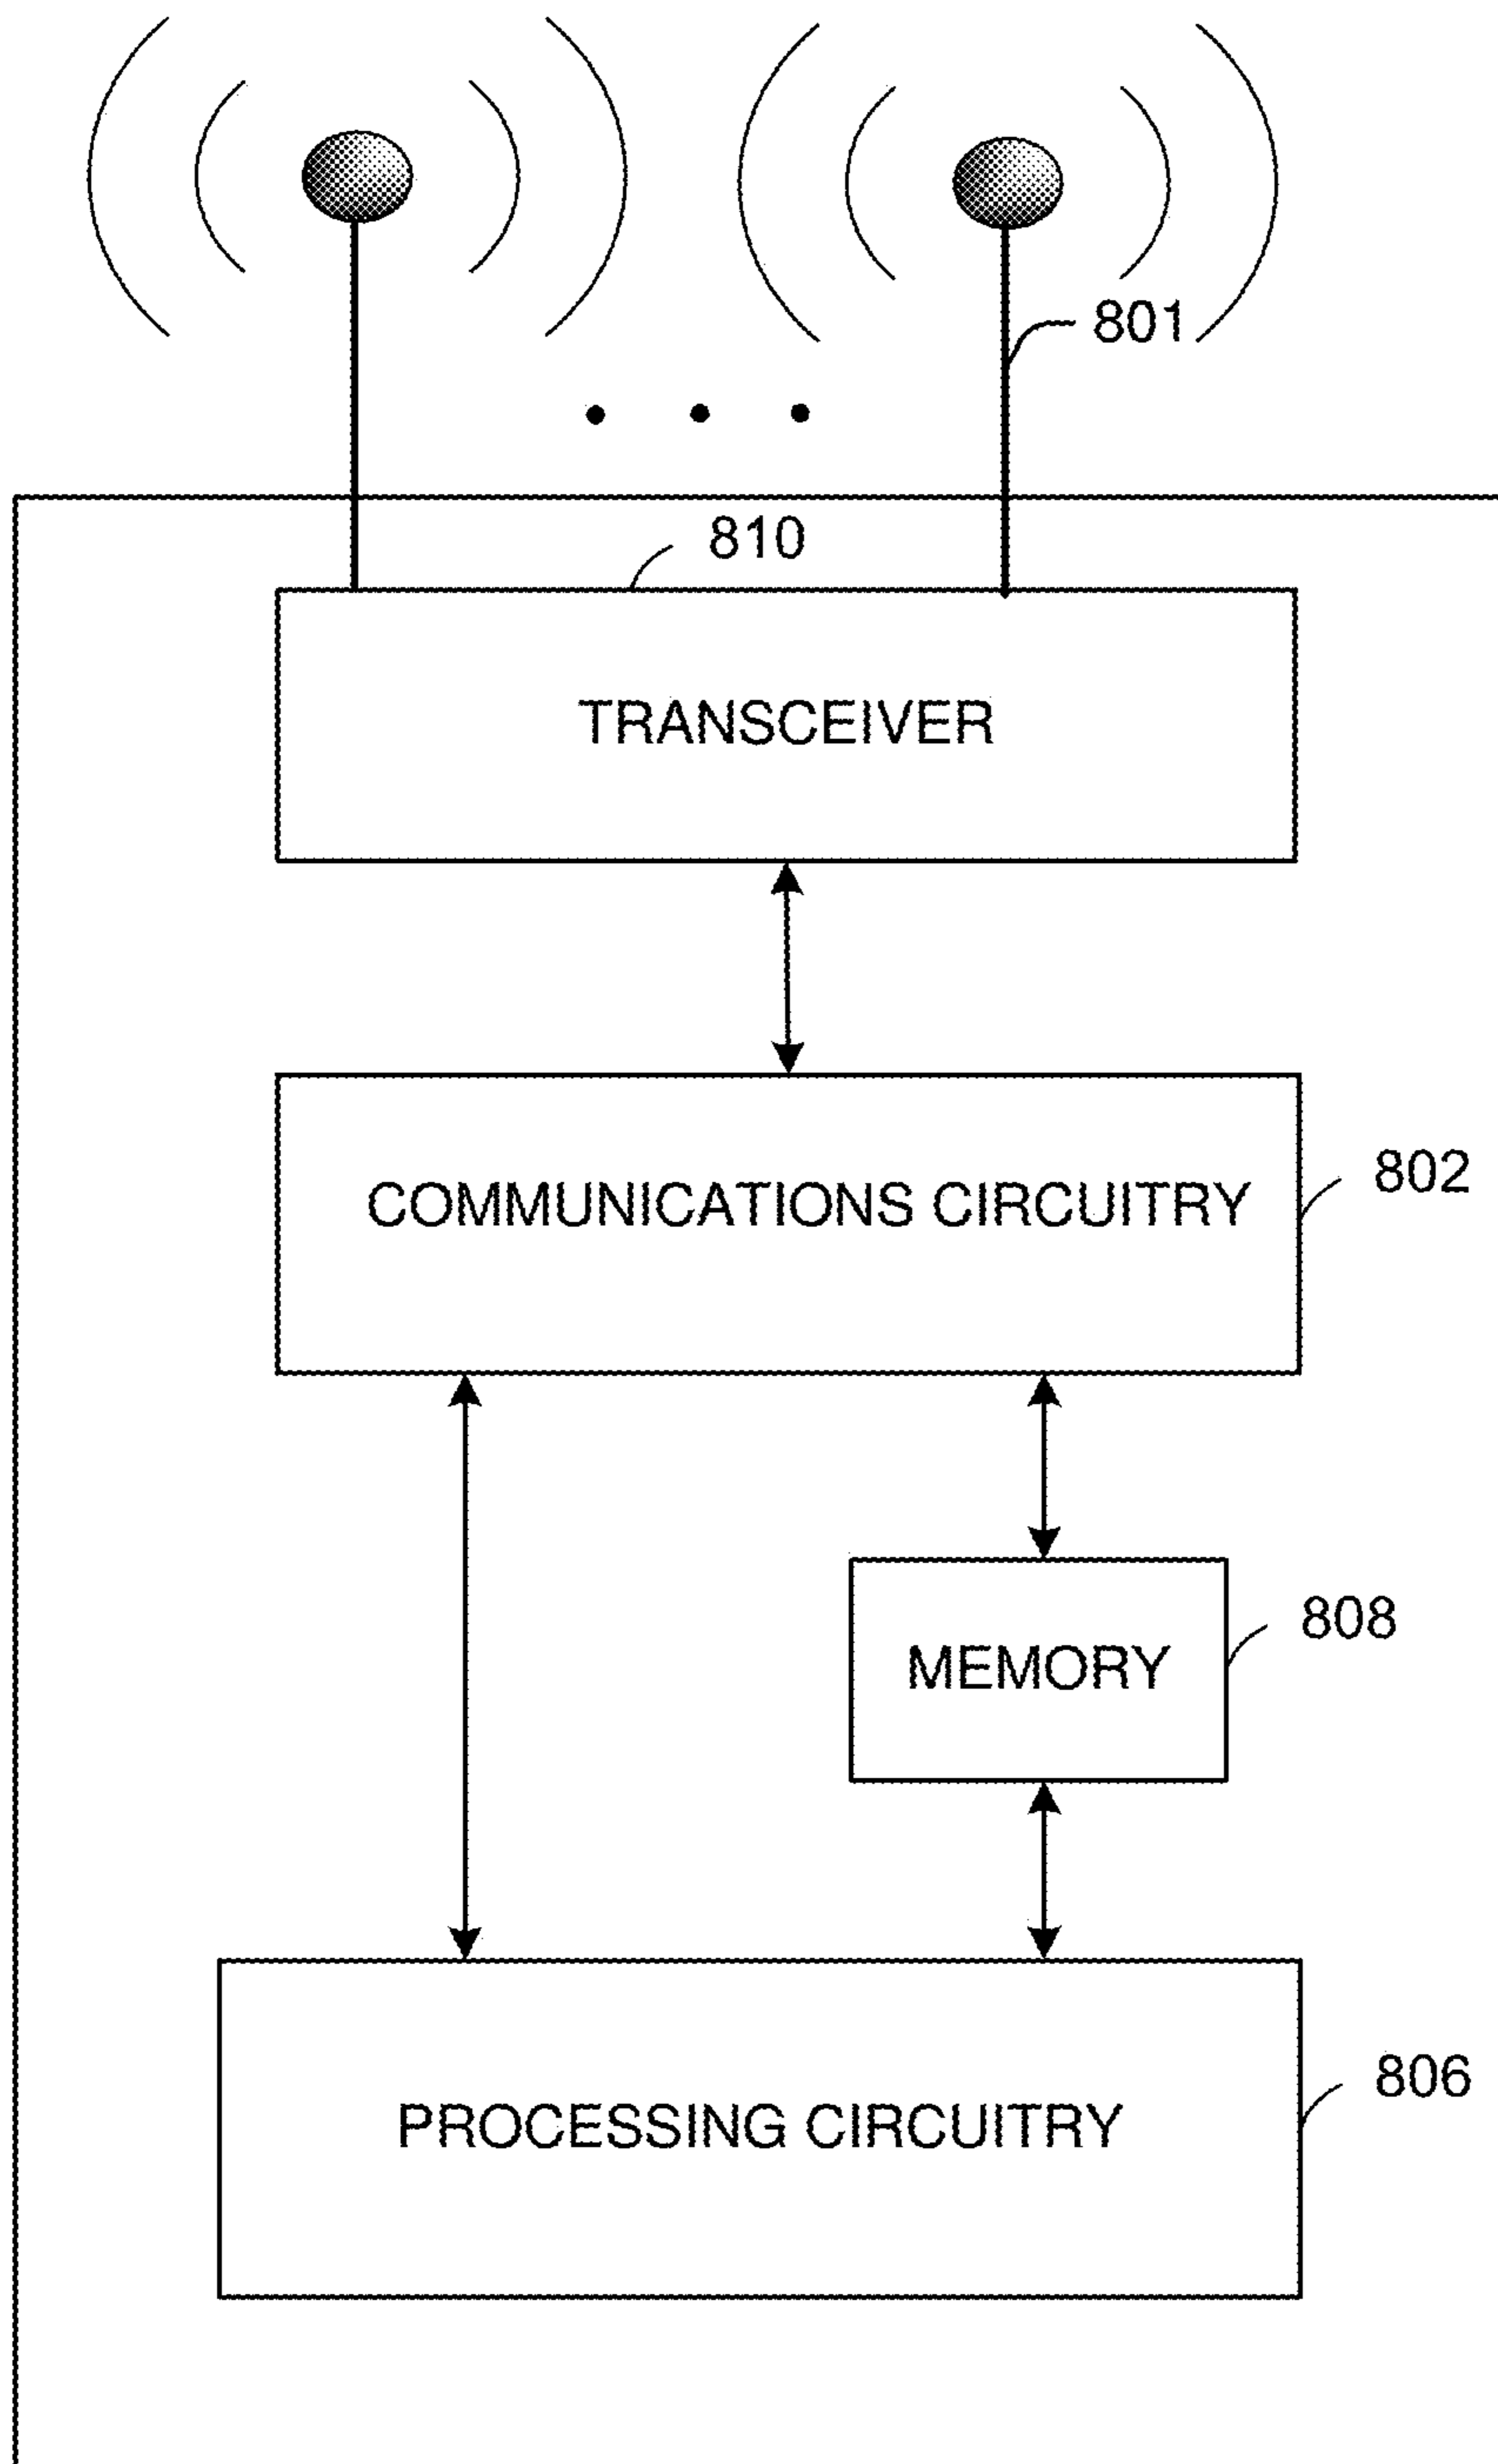 801
810
TRANSCEIVER
COMMUNICATIONS CIRCUITRY
802
MEMORY
808
PROCESSING CIRCUITRY
806